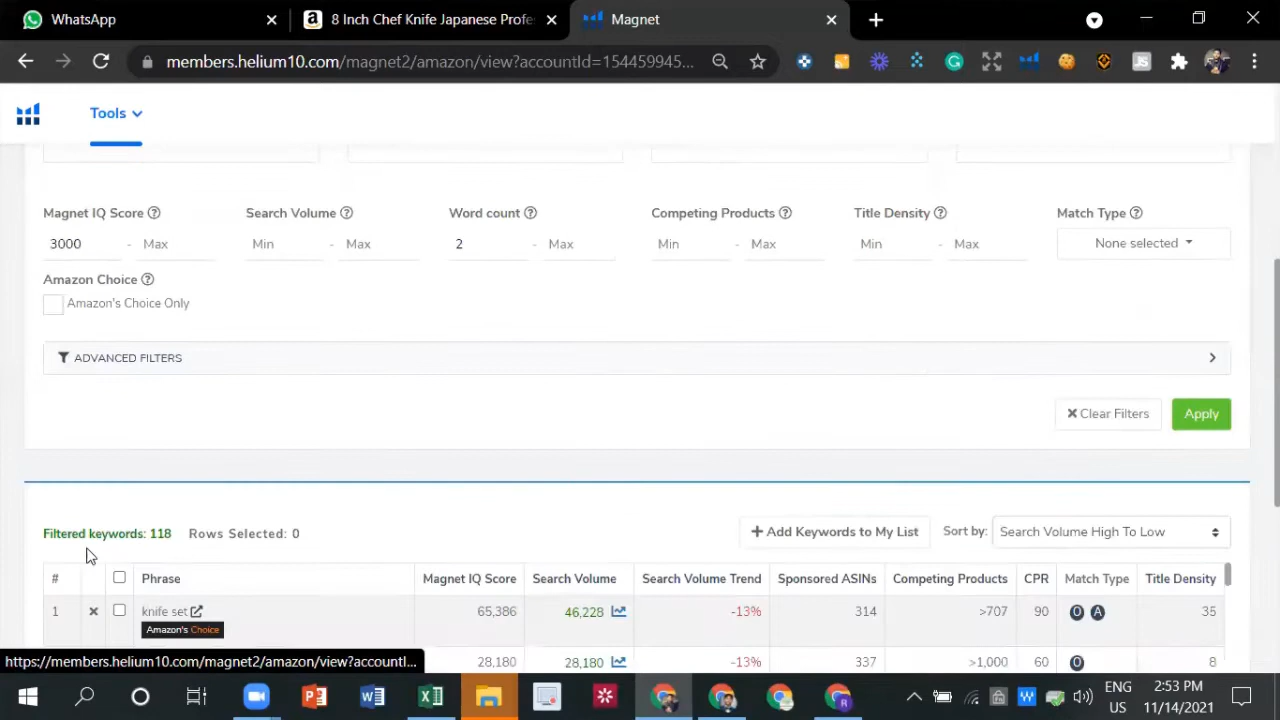 WhatsApp
8 Inch Chef Knife Japanese Profe
Magnet
members.helium10.com/magnet2/amazon/view?accountId=154459945...
Tools
Magnet IQ Score
Search Volume
Word count
Competing Products
Title Density
Match Type
3000 - Max
Min - Max
2 - Max
Min - Max
Min - Max
None selected
Amazon Choice
Amazon's Choice Only
ADVANCED FILTERS
Clear Filters
Apply
Filtered keywords: 118
Rows Selected: 0
+ Add Keywords to My List
Sort by:
Search Volume High To Low
# Phrase Magnet IQ Score Search Volume Search Volume Trend Sponsored ASINs Competing Products CPR Match Type Title Density
1 knife set 65,386 46,228 -13% 314 >707 90 O A 35
Amazon's Choice
28,180 28,180 -13% 337 >1,000 60 O 8
https://members.helium10.com/magnet2/amazon/view?accountI...
ENG
US
2:53 PM
11/14/2021